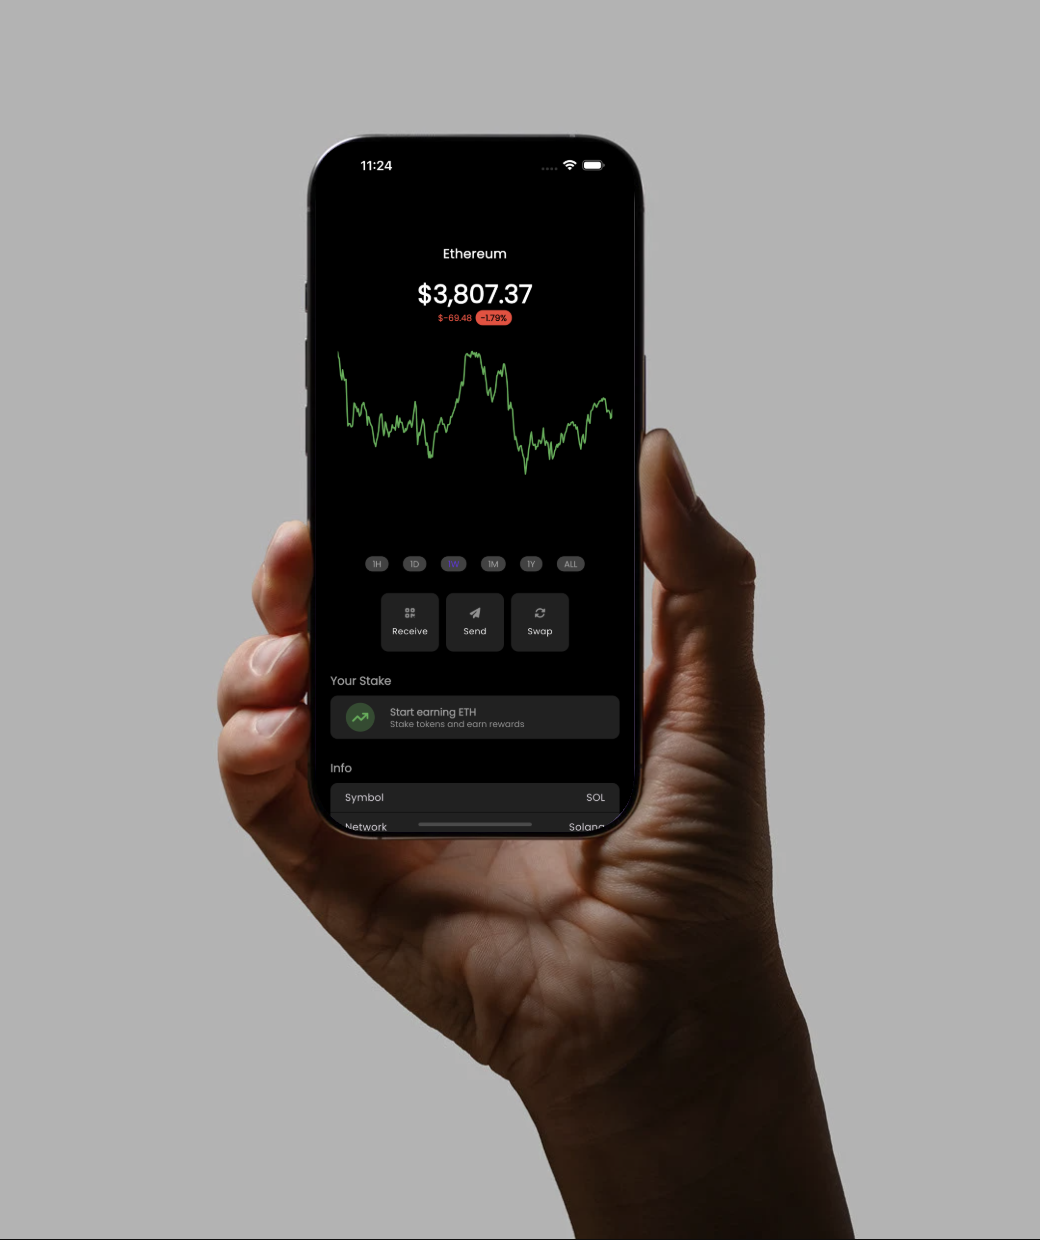 11:24
Ethereum
$3,807.37
$-69.48 -1.79%
1H 1D 1W 1M 1Y ALL
Receive Send Swap
Your Stake
Start earning ETH
Stake tokens and earn rewards
Info
Symbol SOL
Network Solana